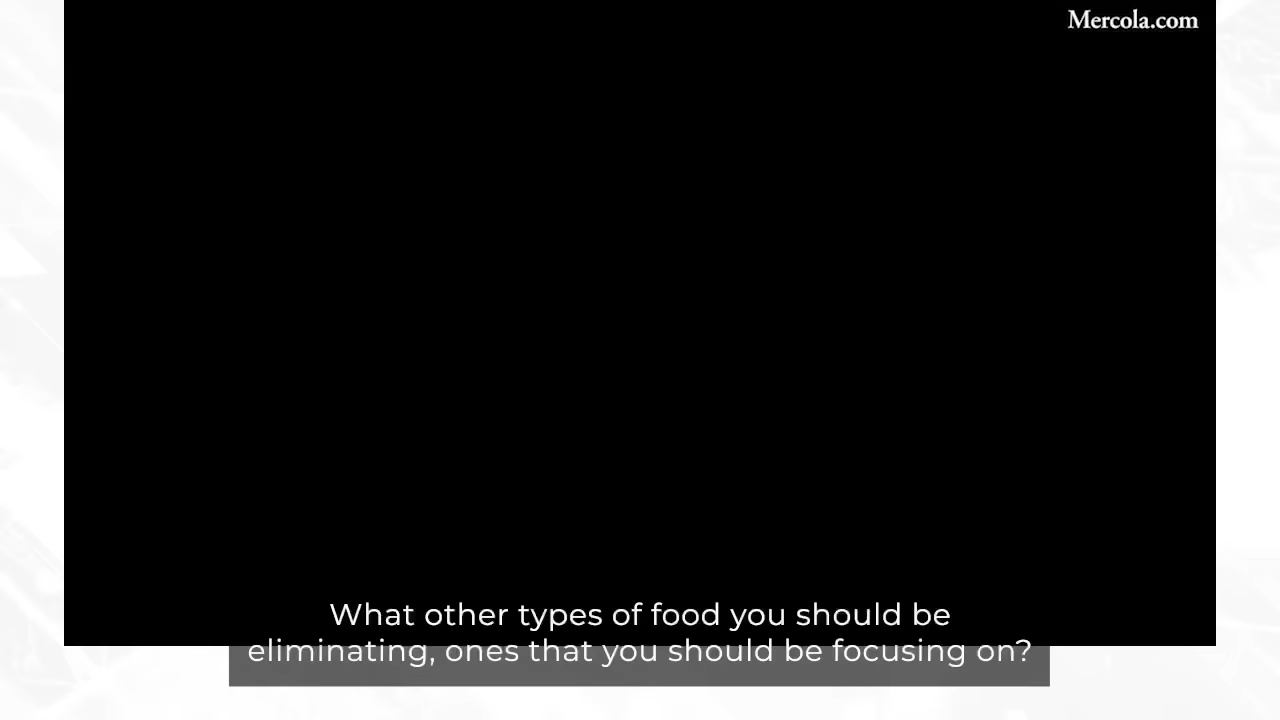 Mercola.com
What other types of food you should be
eliminating, ones that you should be focusing on?